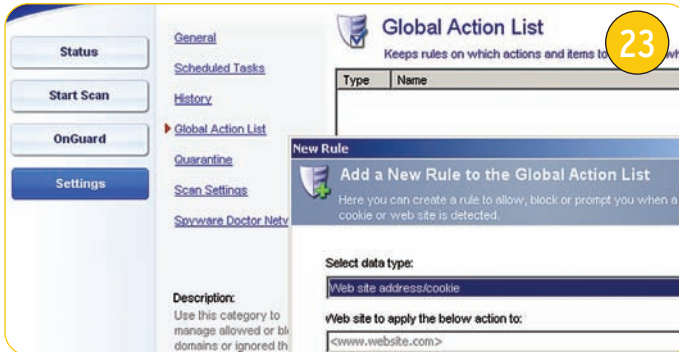 Status
Start Scan
OnGuard
Settings
General
Scheduled Tasks
History
Global Action List
Quarantine
Scan Settings
Spyware Doctor Netw
Description:
Use this category to
manage allowed or blo
domains or ignored th
Global Action List
Keeps rules on which actions and items to
23
Type Name
New Rule
Add a New Rule to the Global Action List
Here you can create a rule to allow, block or prompt you when a
cookie or web site is detected.
Select data type:
Web site address/cookie
Web site to apply the below action to:
<www.website.com>